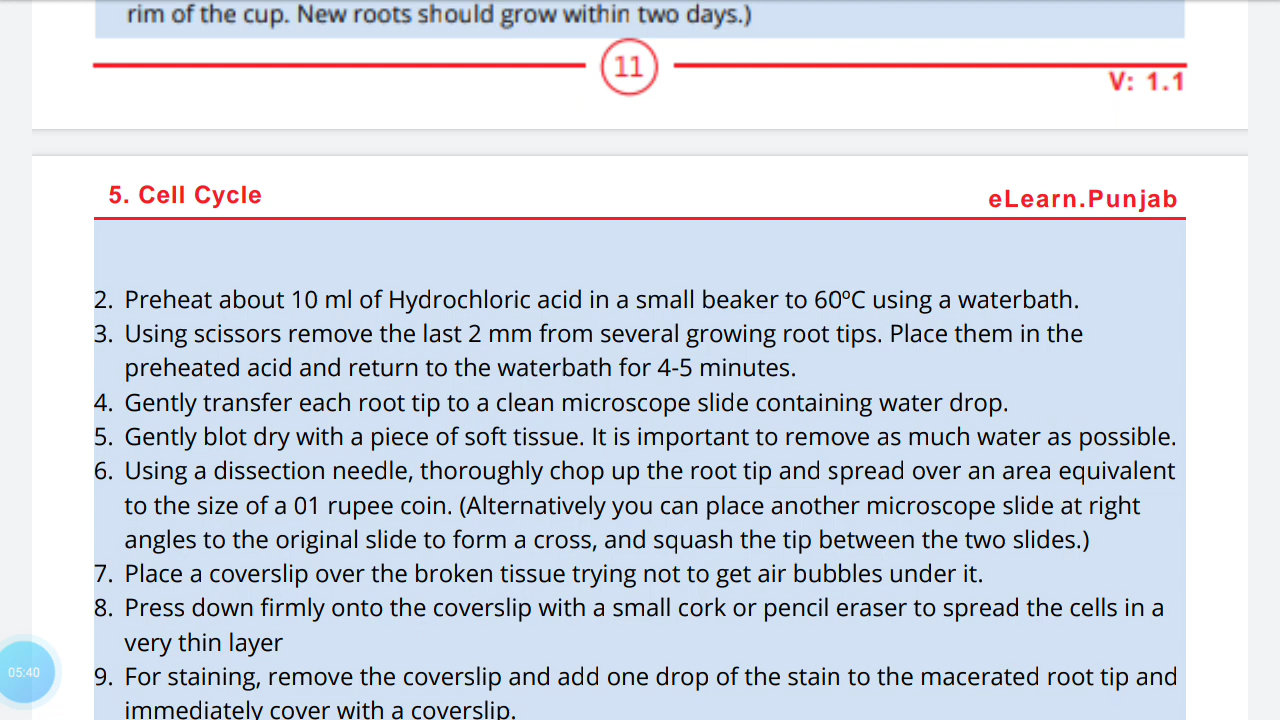 rim of the cup. New roots should grow within two days.)
11
V: 1.1
5. Cell Cycle
eLearn.Punjab
2. Preheat about 10 ml of Hydrochloric acid in a small beaker to 60ºC using a waterbath.
3. Using scissors remove the last 2 mm from several growing root tips. Place them in the
preheated acid and return to the waterbath for 4-5 minutes.
4. Gently transfer each root tip to a clean microscope slide containing water drop.
5. Gently blot dry with a piece of soft tissue. It is important to remove as much water as possible.
6. Using a dissection needle, thoroughly chop up the root tip and spread over an area equivalent
to the size of a 01 rupee coin. (Alternatively you can place another microscope slide at right
angles to the original slide to form a cross, and squash the tip between the two slides.)
7. Place a coverslip over the broken tissue trying not to get air bubbles under it.
8. Press down firmly onto the coverslip with a small cork or pencil eraser to spread the cells in a
very thin layer
9. For staining, remove the coverslip and add one drop of the stain to the macerated root tip and
immediately cover with a coverslip.
05:40